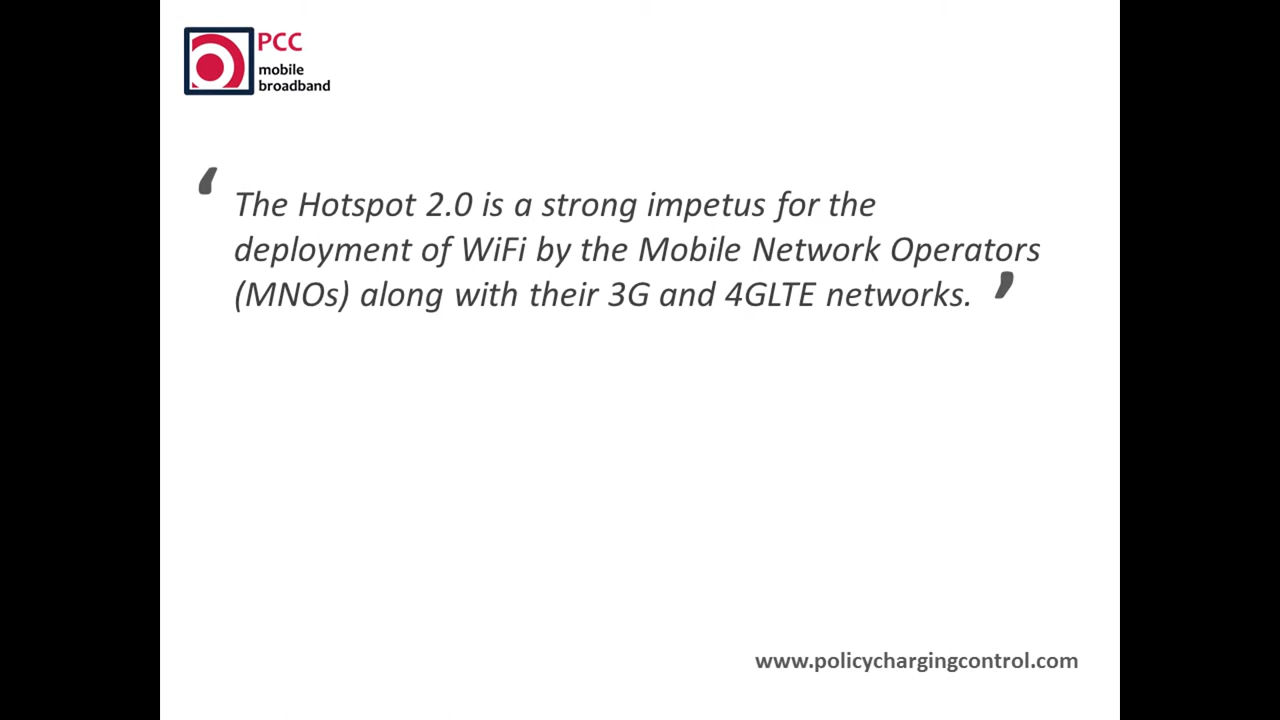 PCC
mobile
broadband
‘ The Hotspot 2.0 is a strong impetus for the
deployment of WiFi by the Mobile Network Operators
(MNOs) along with their 3G and 4GLTE networks. ’
www.policychargingcontrol.com